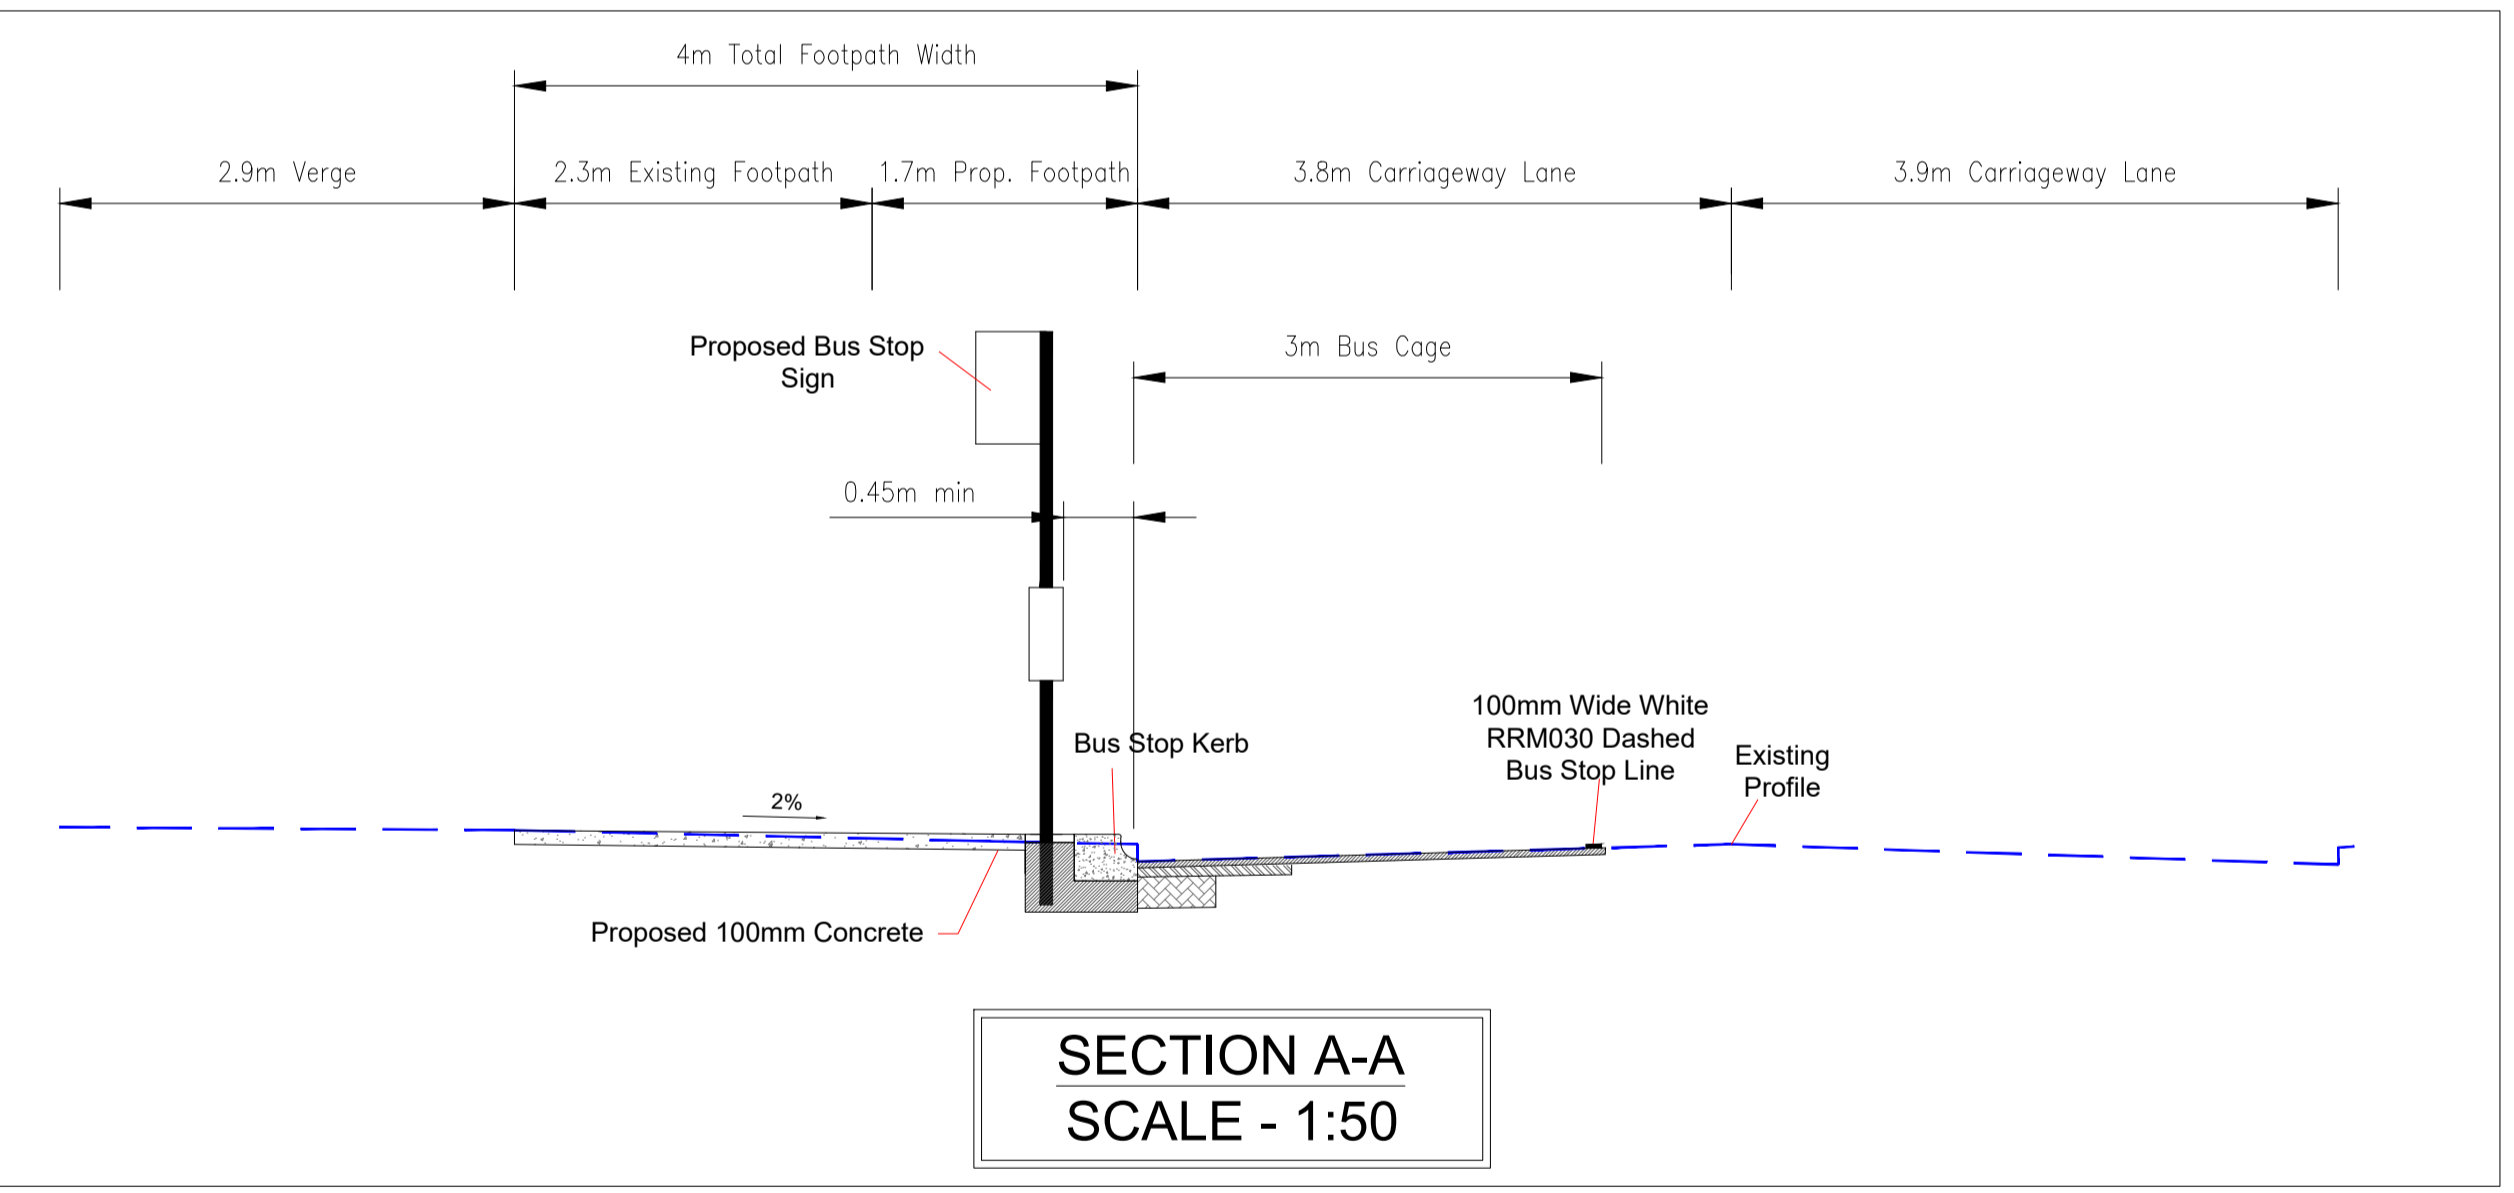 4m Total Footpath Width
2.9m Verge
2.3m Existing Footpath
1.7m Prop. Footpath
3.8m Carriageway Lane
3.9m Carriageway Lane
Proposed Bus Stop
Sign
3m Bus Cage
0.45m min
Bus Stop Kerb
100mm Wide White
RRM030 Dashed
Bus Stop Line
Existing
Profile
2%
Proposed 100mm Concrete
SECTION A-A
SCALE - 1:50